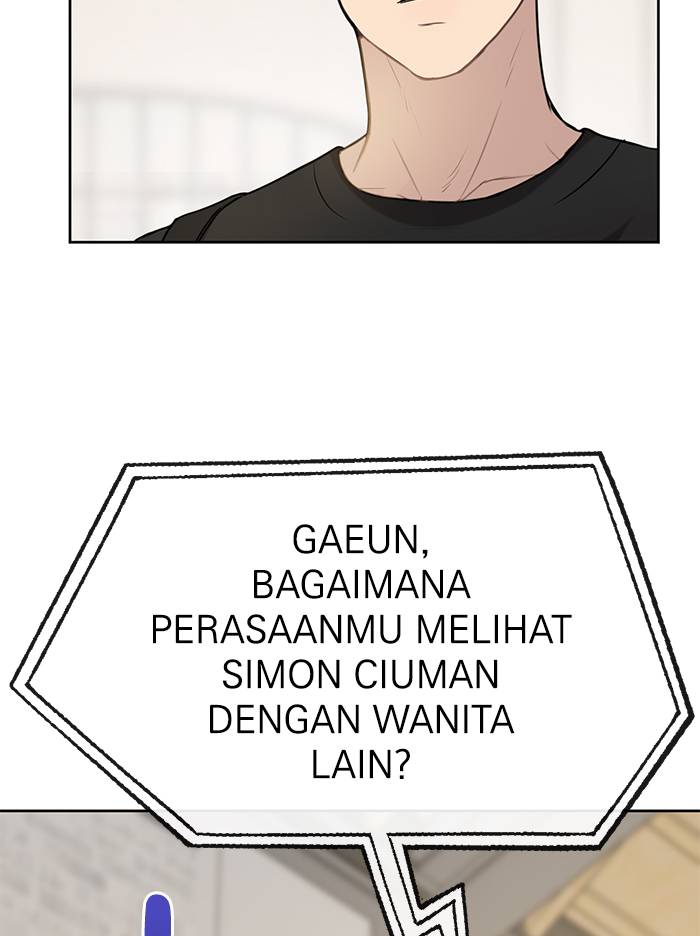 GAEUN,
BAGAIMANA
PERASAANMU MELIHAT
SIMON CIUMAN
DENGAN WANITA
LAIN?